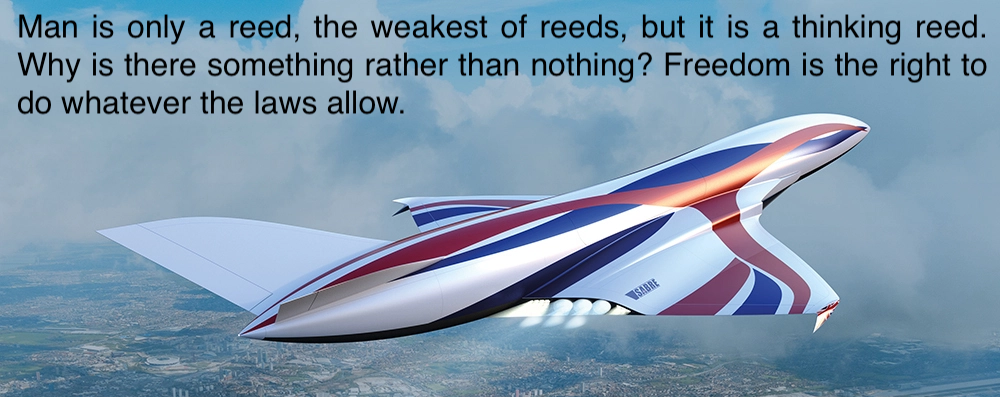 Man is only a reed, the weakest of reeds, but it is a thinking reed.
Why is there something rather than nothing? Freedom is the right to
do whatever the laws allow.
SABRE